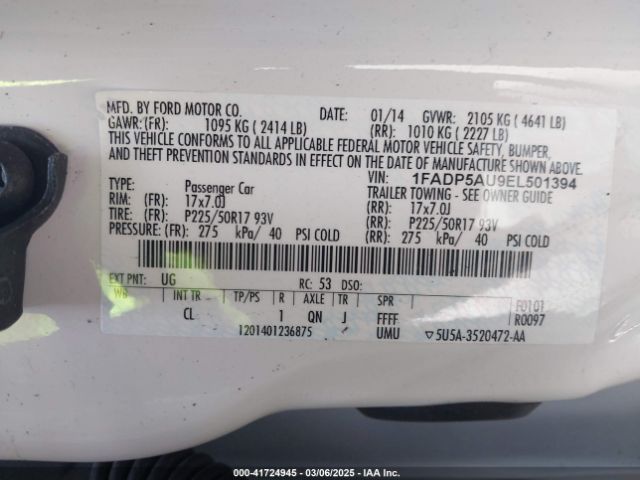 MFD. BY FORD MOTOR CO. DATE: 01/14 GVWR: 2105 KG ( 4641 LB)
GAWR:(FR): 1095 KG ( 2414 LB) (RR): 1010 KG ( 2227 LB)
THIS VEHICLE CONFORMS TO ALL APPLICABLE FEDERAL MOTOR VEHICLE SAFETY, BUMPER,
AND THEFT PREVENTION STANDARDS IN EFFECT ON THE DATE OF MANUFACTURE SHOWN ABOVE.
VIN: 1FADP5AU9EL501394
TYPE: Passenger Car TRAILER TOWING - SEE OWNER GUIDE
RIM: (FR): 17x7.0J (RR): 17x7.0J
TIRE: (FR): P225/50R17 93V (RR): P225/50R17 93V
PRESSURE: (FR): 275 kPa/ 40 PSI COLD (RR): 275 kPa/ 40 PSI COLD
EXT PNT: UG RC: 53 DSO:
WB INT TR TP/PS R AXLE TR SPR F0101
CL 1 QN J FFFF R0097
1201401236875 UMU ▽5U5A-3520472-AA
000-41724945 - 03/06/2025 - IAA Inc.